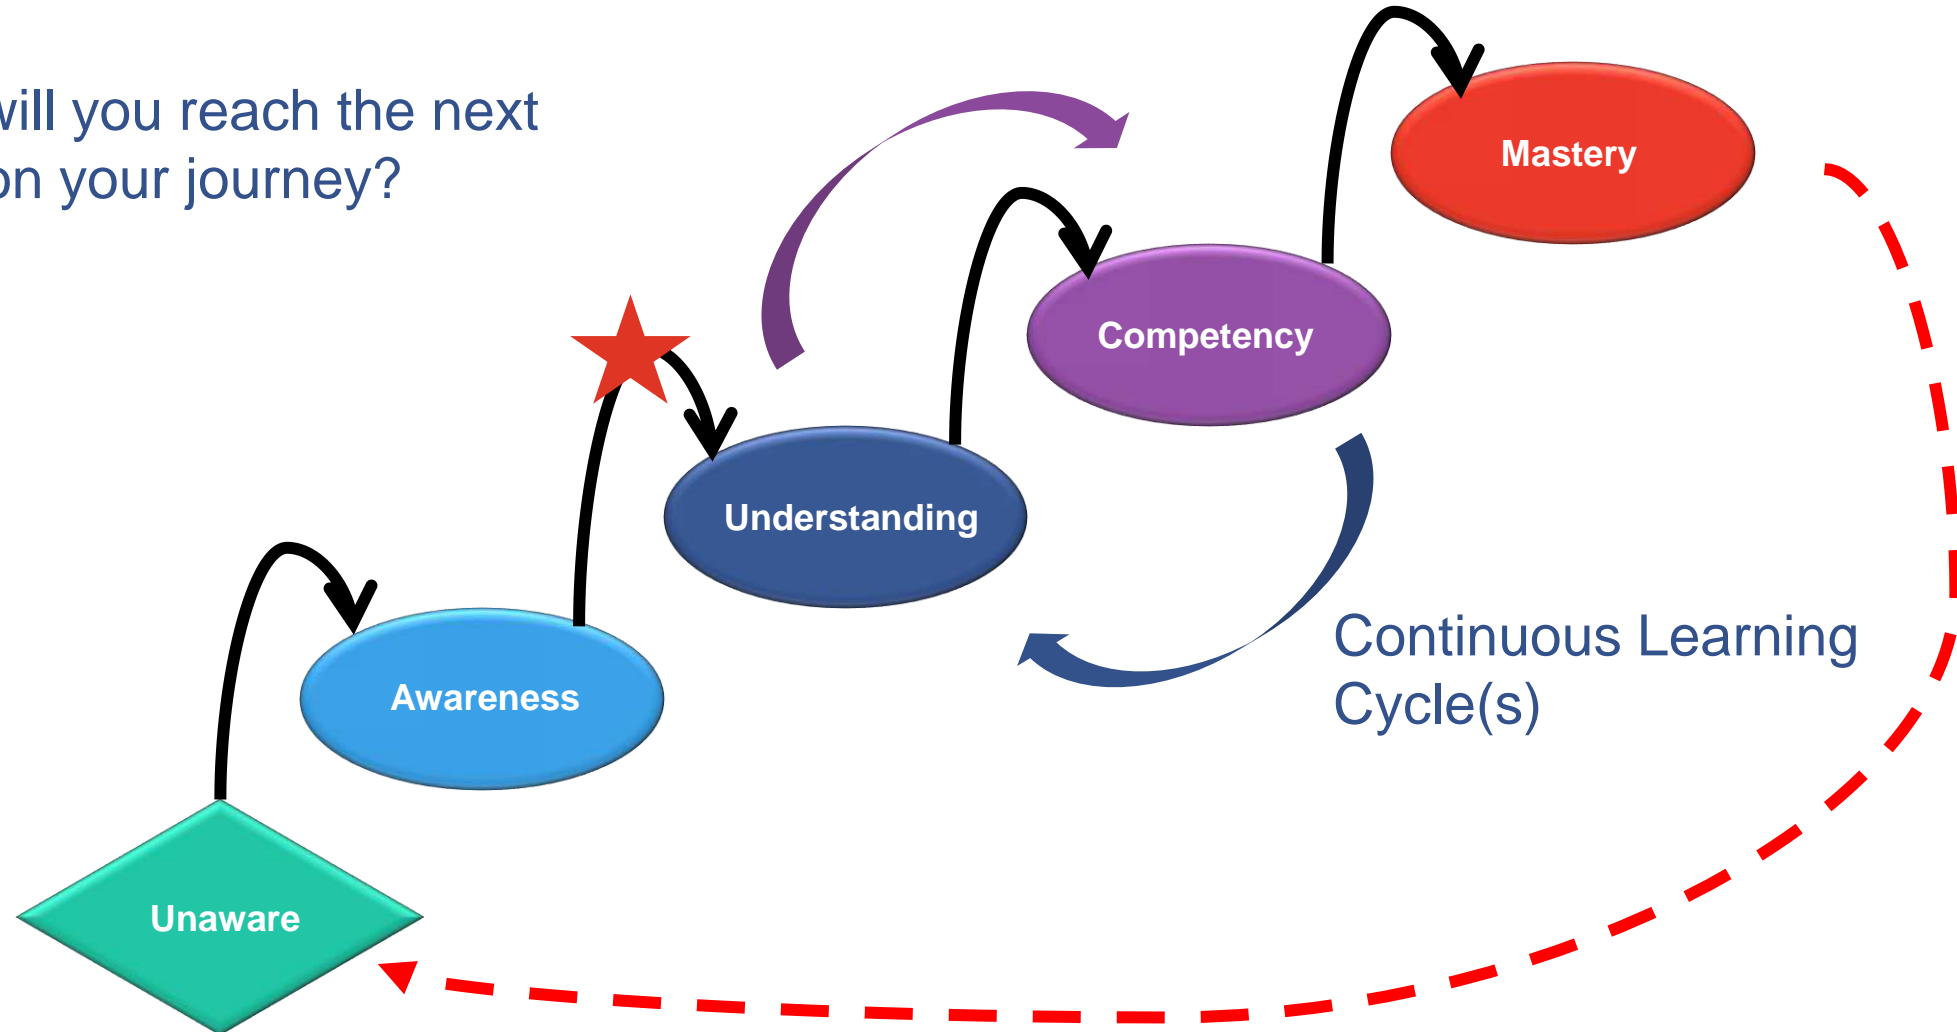 will you reach the next
on your journey?
Mastery
Competency
Understanding
Continuous Learning
Cycle(s)
Awareness
Unaware